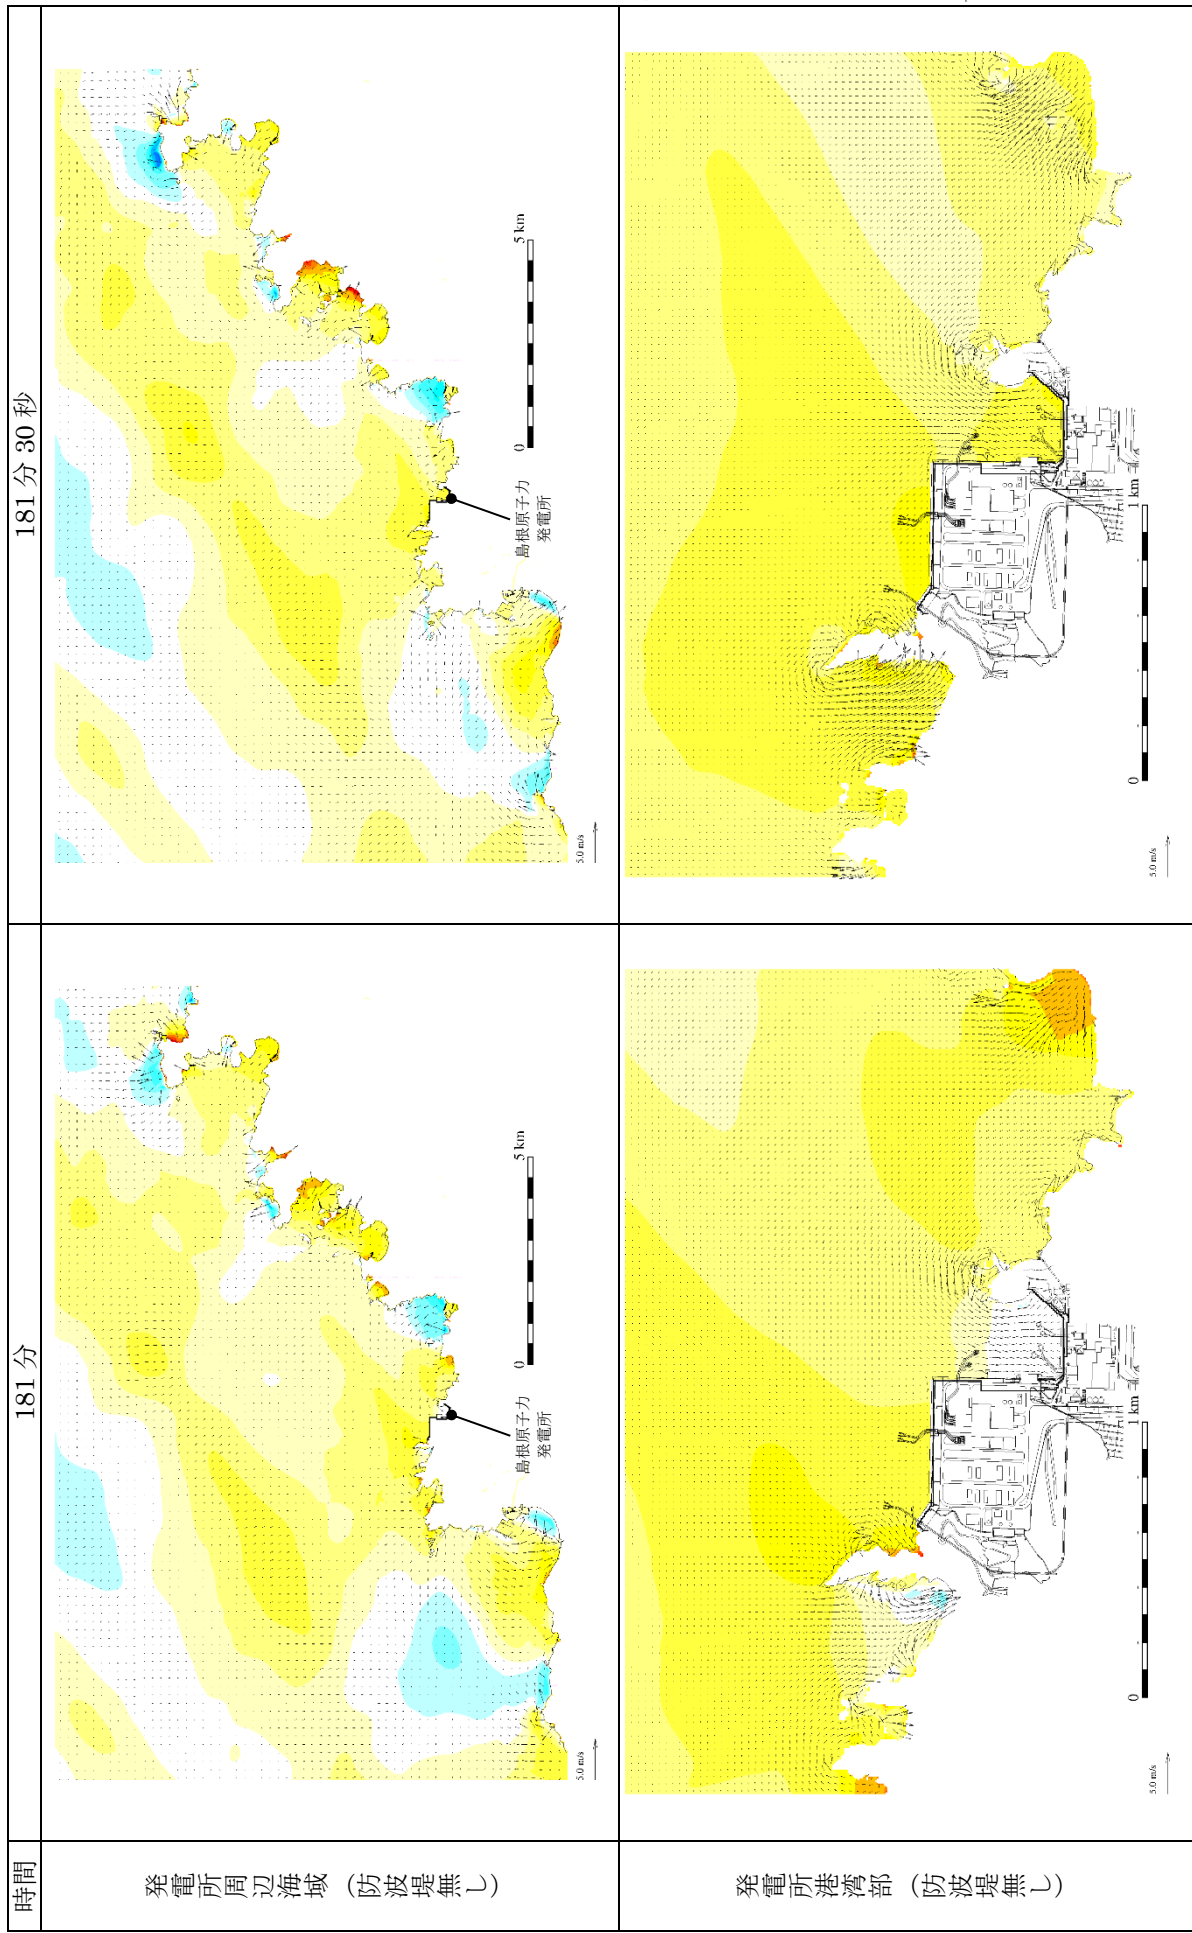 時間
181分
181分30秒
発電所周辺海域（防波堤無し）
5.0 m/s
島根原子力
発電所
0
5 km
5.0 m/s
島根原子力
発電所
0
5 km
発電所港湾部（防波堤無し）
5.0 m/s
0
1 km
5.0 m/s
0
1 km